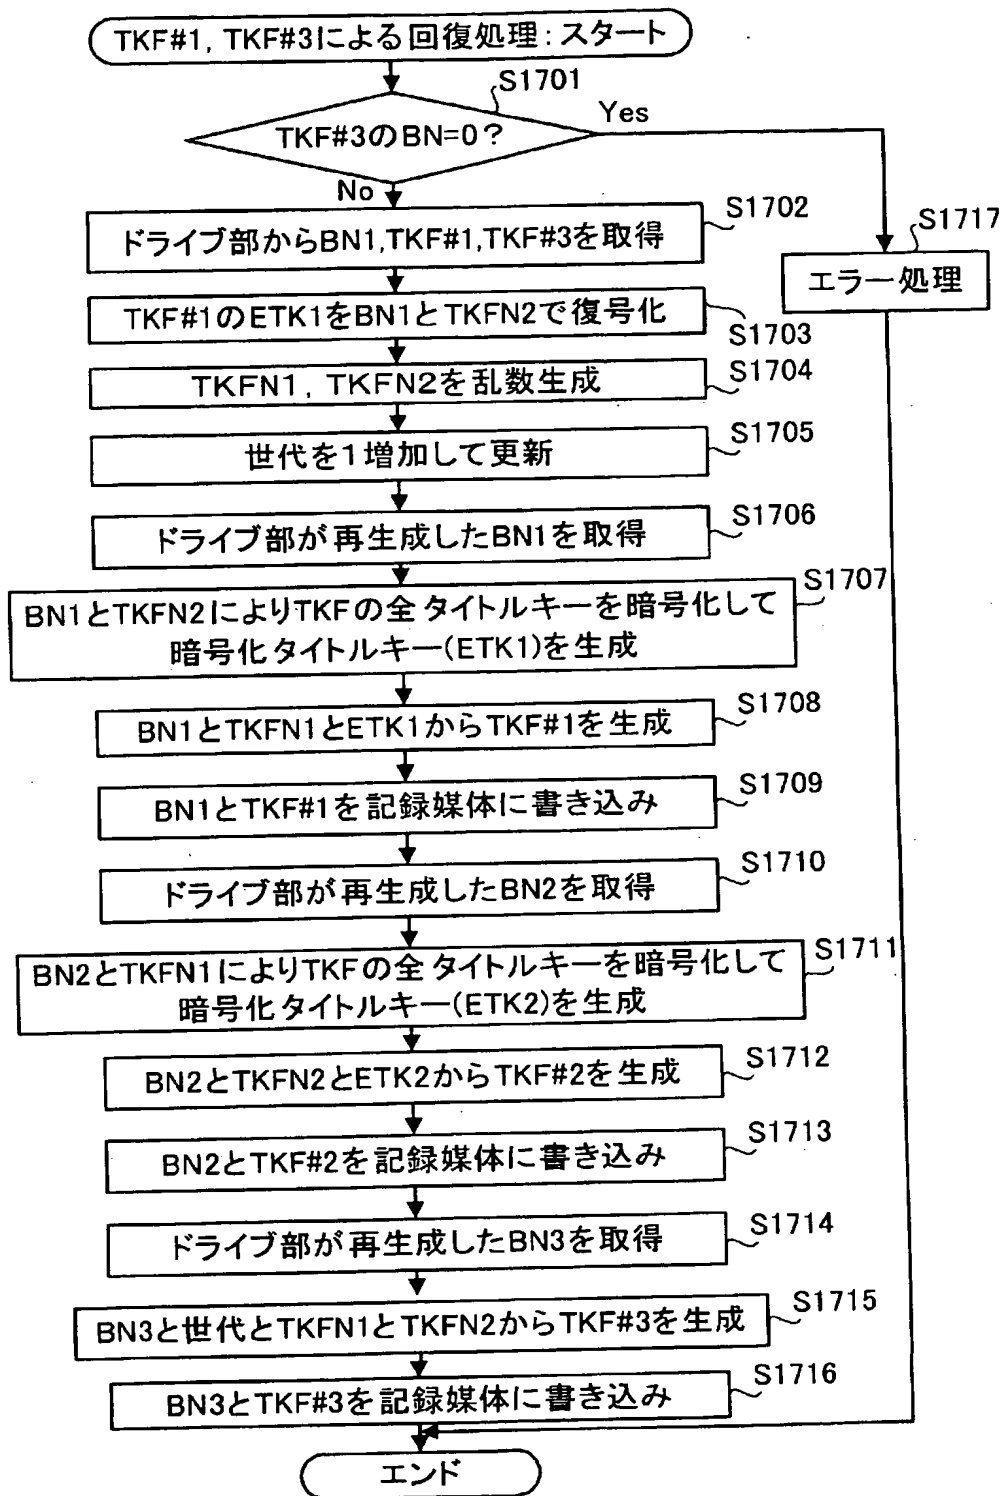 TKF#1, TKF#3による回復処理:スタート
S1701
TKF#3のBN=0?
Yes
No
S1702
ドライブ部からBN1,TKF#1,TKF#3を取得
S1717
エラー処理
TKF#1のETK1をBN1とTKFN2で復号化
S1703
TKFN1, TKFN2を乱数生成
S1704
世代を1増加して更新
S1705
ドライブ部が再生成したBN1を取得
S1706
BN1とTKFN2によりTKFの全タイトルキーを暗号化して
暗号化タイトルキー(ETK1)を生成
S1707
BN1とTKFN1とETK1からTKF#1を生成
S1708
BN1とTKF#1を記録媒体に書き込み
S1709
ドライブ部が再生成したBN2を取得
S1710
BN2とTKFN1によりTKFの全タイトルキーを暗号化して
暗号化タイトルキー(ETK2)を生成
S1711
BN2とTKFN2とETK2からTKF#2を生成
S1712
BN2とTKF#2を記録媒体に書き込み
S1713
ドライブ部が再生成したBN3を取得
S1714
BN3と世代とTKFN1とTKFN2からTKF#3を生成
S1715
BN3とTKF#3を記録媒体に書き込み
S1716
エンド